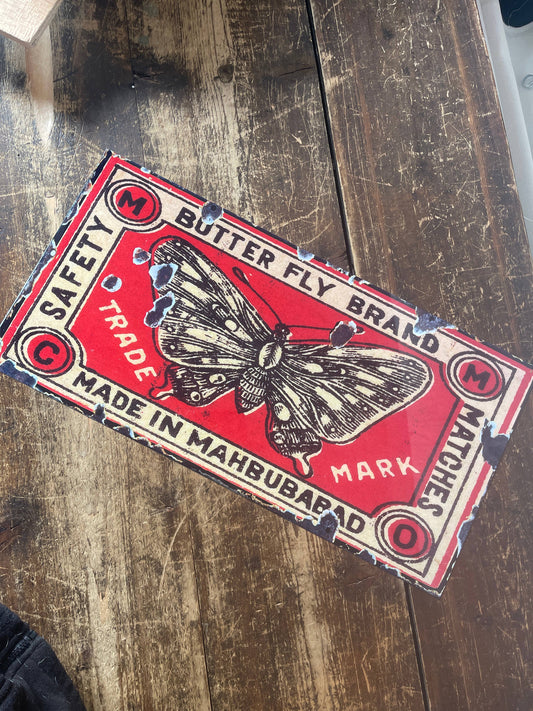 M
BUTTER FLY BRAND
M
SAFETY
TRADE
MARK
MATCHES
C
MADE IN MAHBUBABAD
O